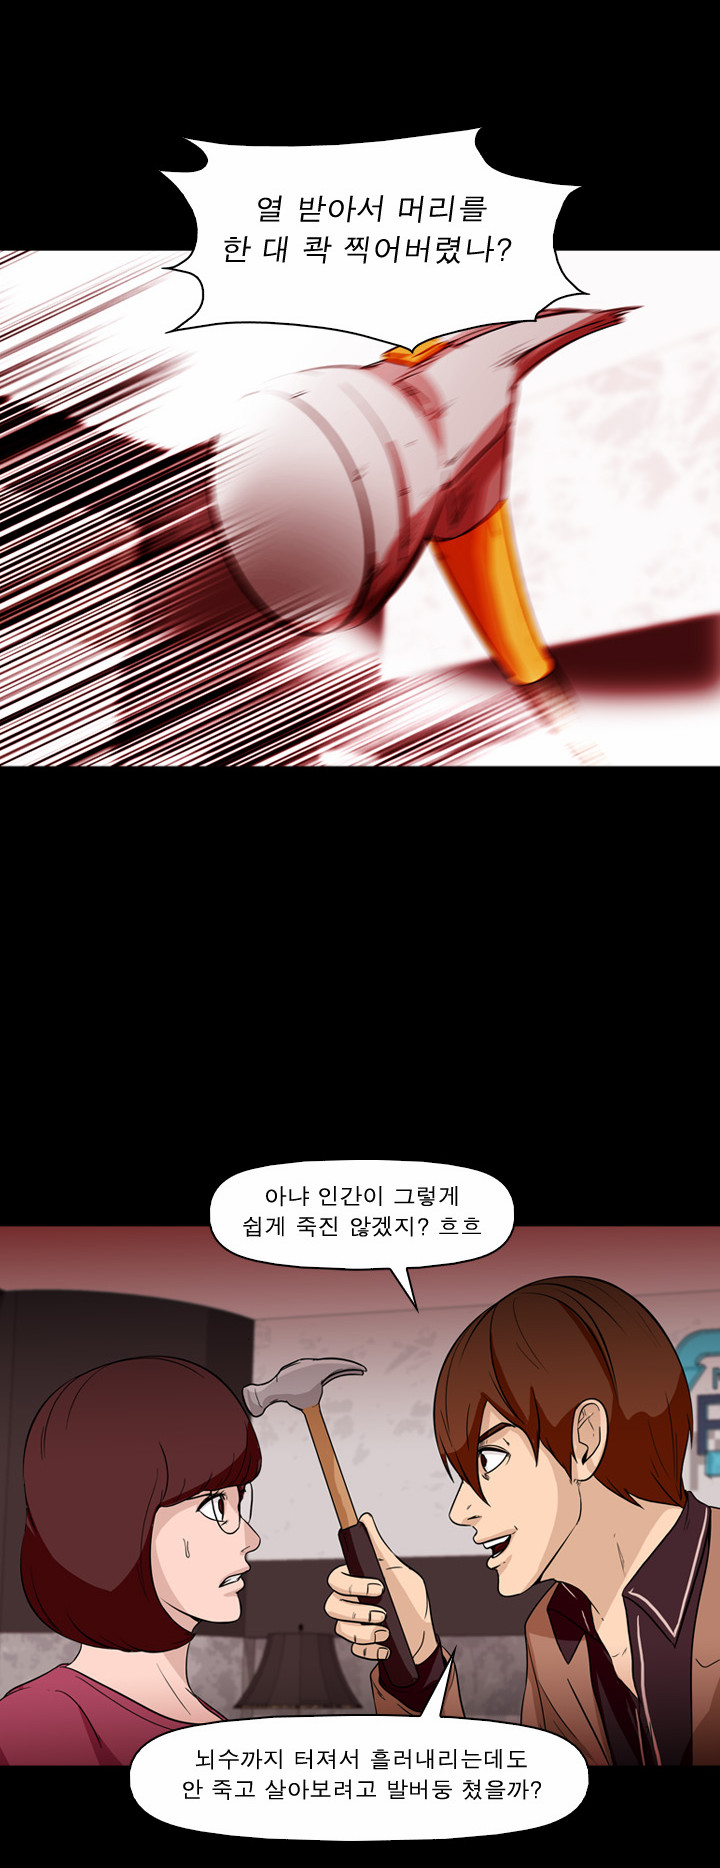 열 받아서 머리를
한 대 콱 찍어버렸나?
아냐 인간이 그렇게
쉽게 죽진 않겠지? 흐흐
뇌수까지 터져서 흘러내리는데도
안 죽고 살아보려고 발버둥 쳤을까?